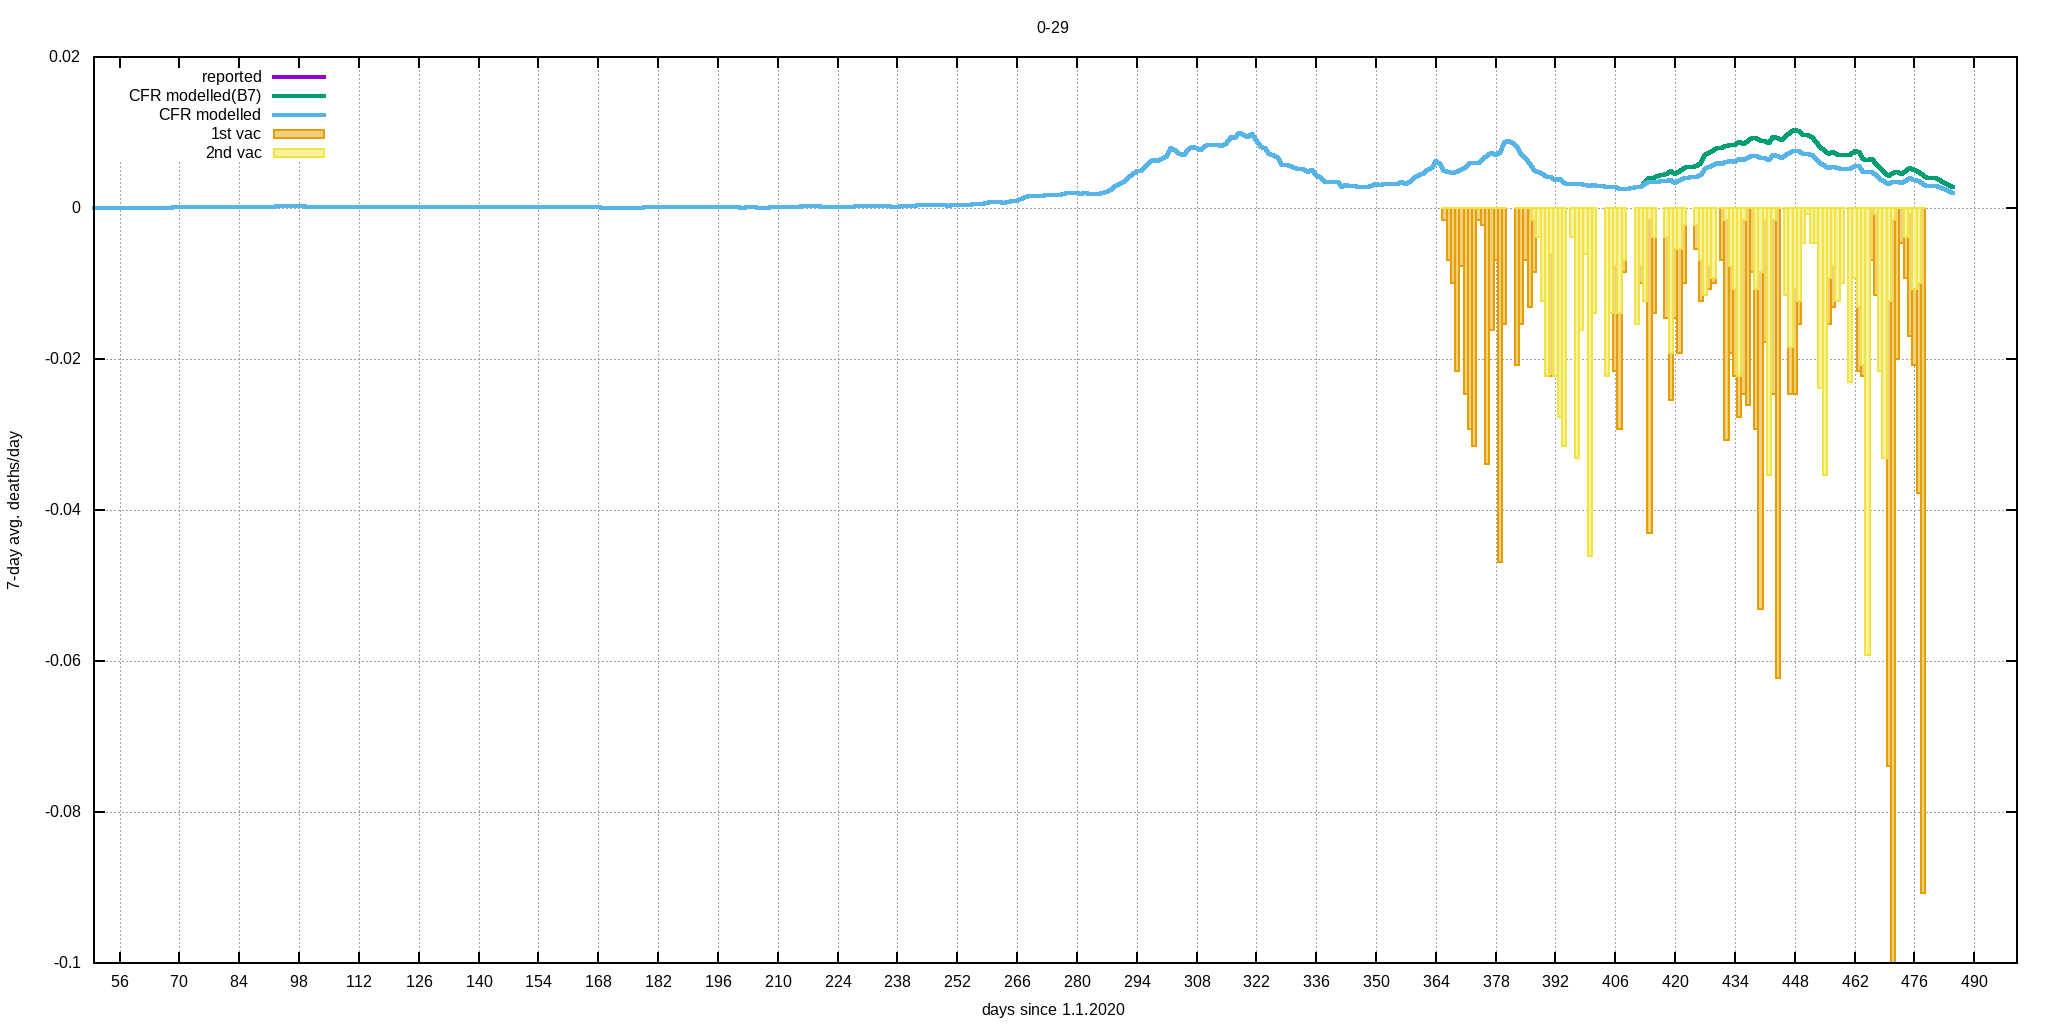 0-29
0.02
0
-0.02
-0.04
-0.06
-0.08
-0.1
7-day avg. deaths/day
reported
CFR modelled(B7)
CFR modelled
1st vac
2nd vac
56 70 84 98 112 126 140 154 168 182 196 210 224 238 252 266 280 294 308 322 336 350 364 378 392 406 420 434 448 462 476 490
days since 1.1.2020